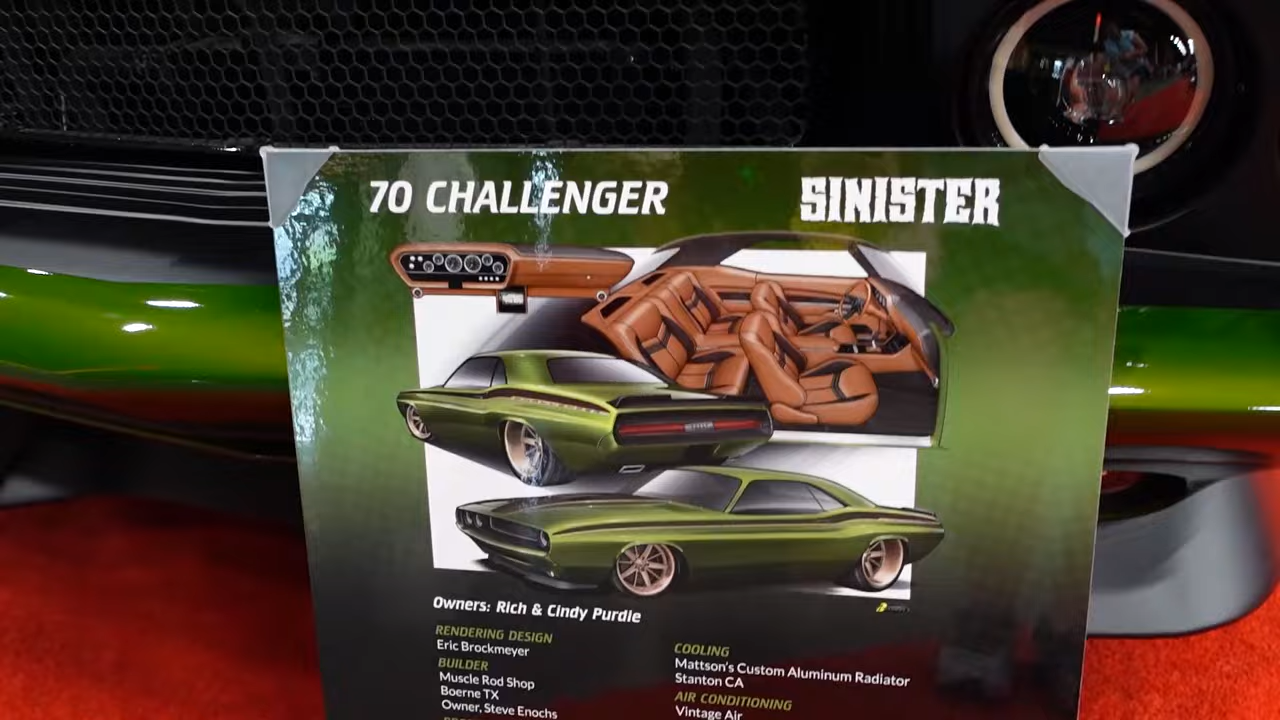 70 CHALLENGER
SINISTER
Owners: Rich & Cindy Purdie
RENDERING DESIGN
Eric Brockmeyer
BUILDER
Muscle Rod Shop
Boerne TX
Owner, Steve Enochs
COOLING
Mattson's Custom Aluminum Radiator
Stanton CA
AIR CONDITIONING
Vintage Air